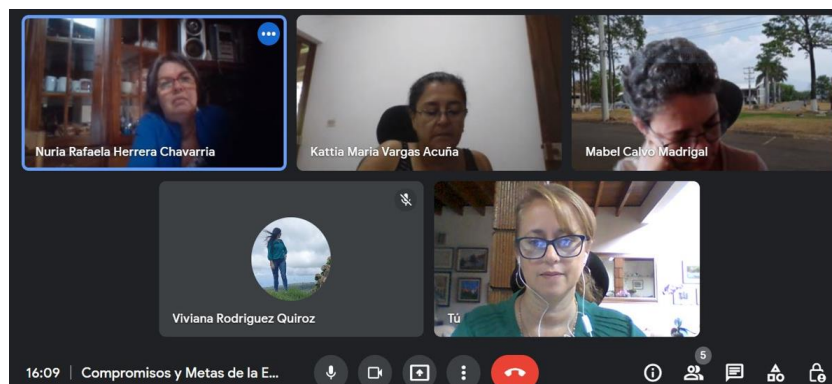 Nuria Rafaela Herrera Chavarria
Kattia Maria Vargas Acuña
Mabel Calvo Madrigal
Viviana Rodriguez Quiroz
Tú
16:09 | Compromisos y Metas de la E...
5